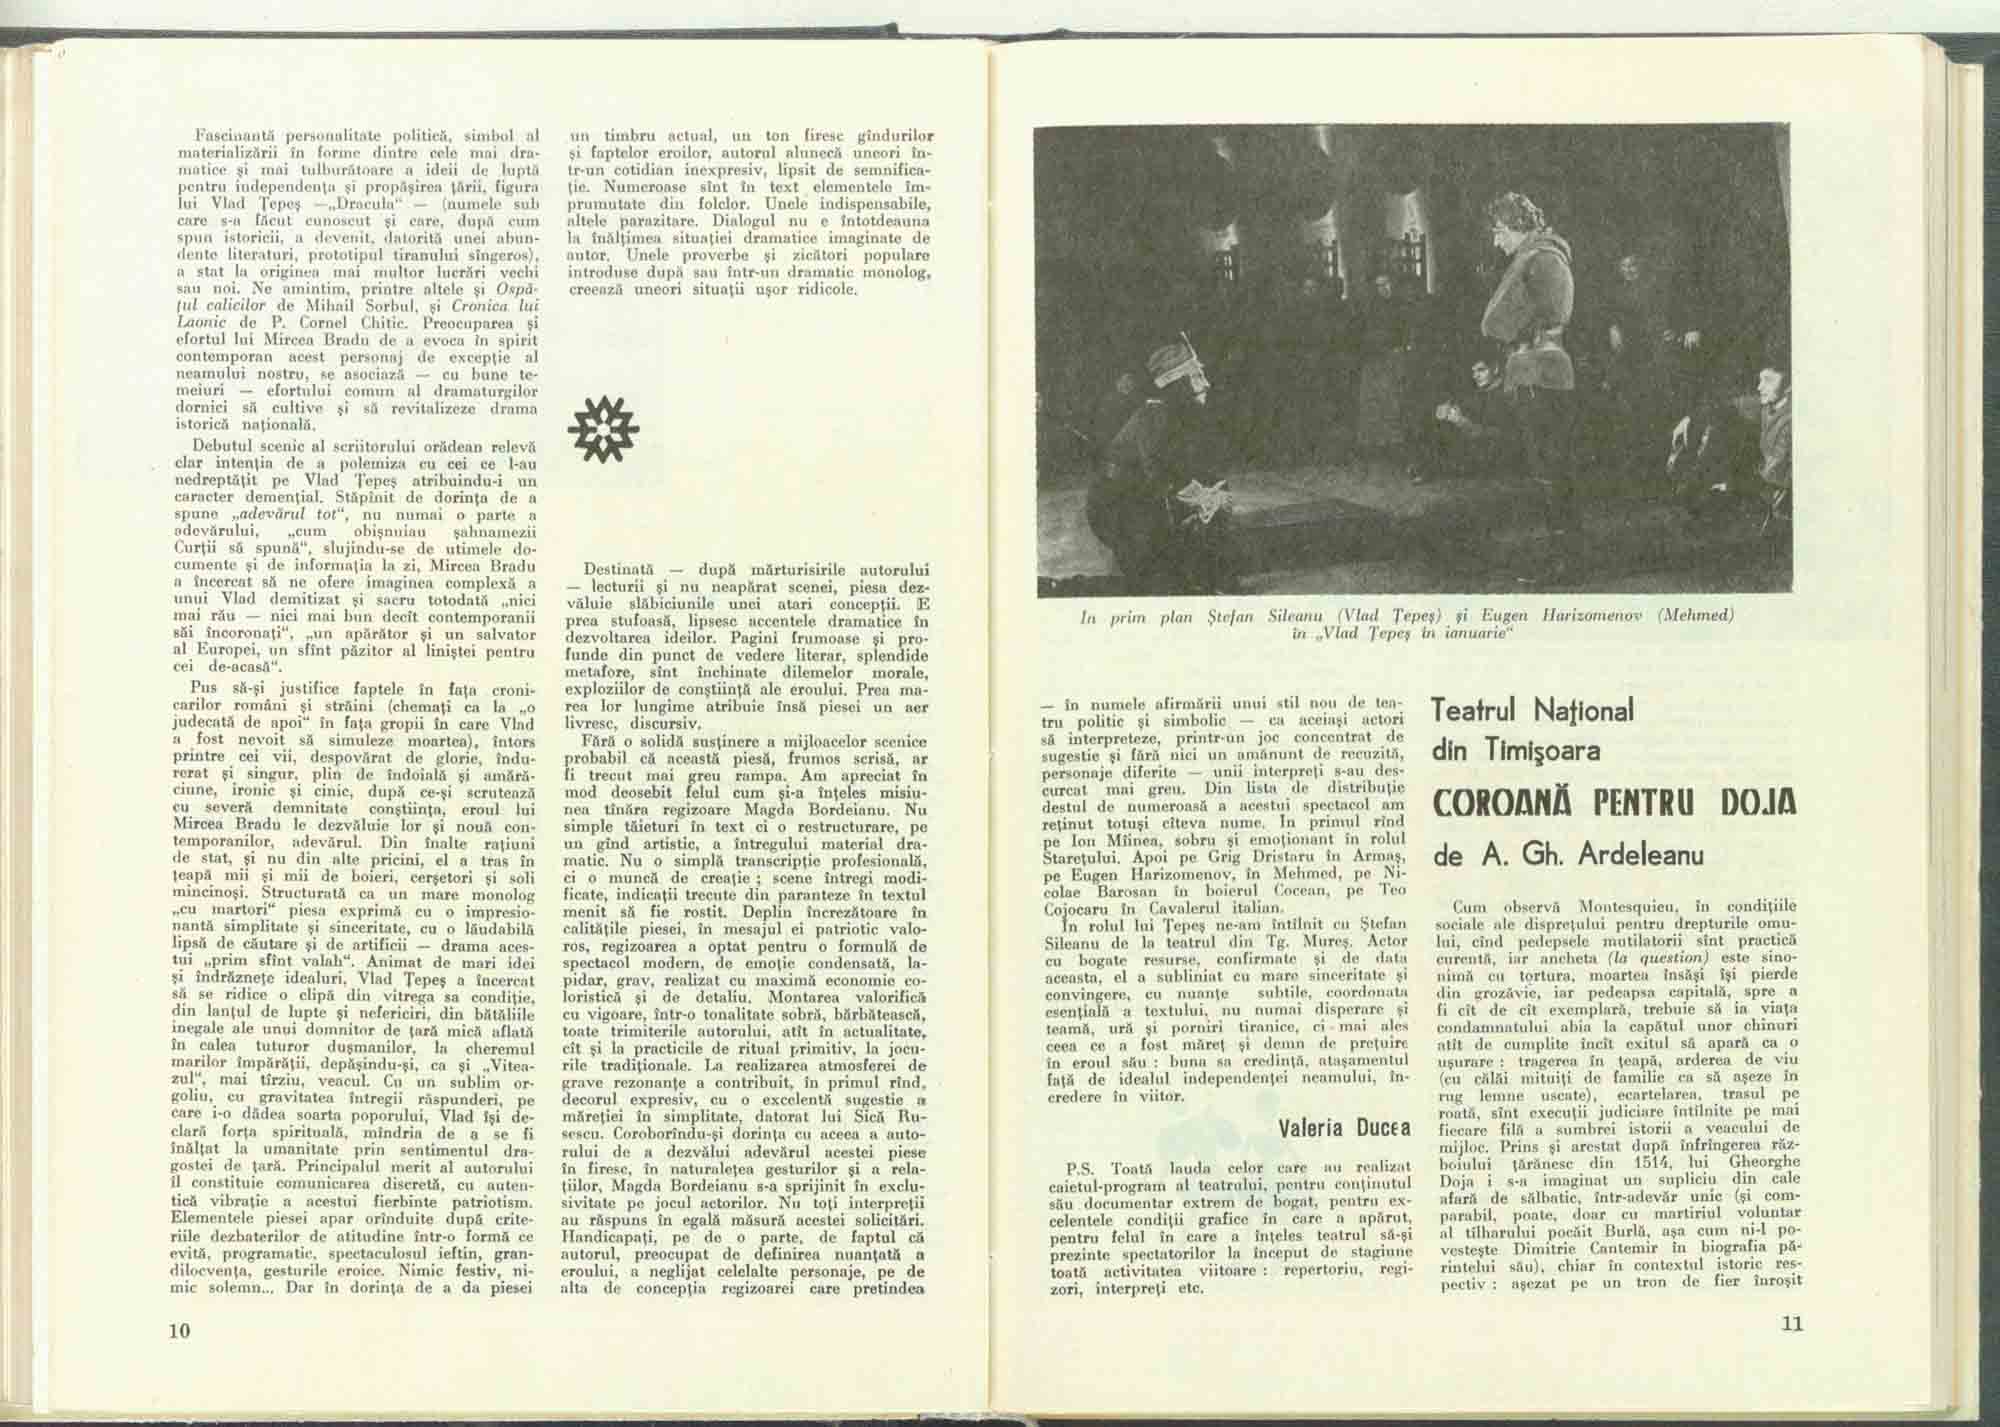 Fascinantă personalitate politică, simbol al
materializării în forme dintre cele mai dra-
matice și mai tulburătoare a ideii de luptă
pentru independența și propășirea țării, figura
lui Vlad Țepeș —„Dracula“ — (numele sub
care s-a făcut cunoscut și care, după cum
spun istoricii, a devenit, datorită unei abun-
dente literaturi, prototipul tiranului sîngeros),
a stat la originea mai multor lucrări vechi
sau noi. Ne amintim, printre altele și Ospă-
țul calicilor de Mihail Sorbul, și Cronica lui
Laonic de P. Cornel Chitic. Preocuparea și
efortul lui Mircea Bradu de a evoca în spirit
contemporan acest personaj de excepție al
neamului nostru, se asociază — cu bune te-
meiuri — efortului comun al dramaturgilor
dornici să cultive și să revitalizeze drama
istorică națională.
Debutul scenic al scriitorului orădean relevă
clar intenția de a polemiza cu cei ce l-au
nedreptățit pe Vlad Țepeș atribuindu-i un
caracter demențial. Stăpînit de dorința de a
spune „adevărul tot“, nu numai o parte a
adevărului, „cum obișnuiau șahnamezii
Curții să spună“, slujindu-se de utimele do-
cumente și de informația la zi, Mircea Bradu
a încercat să ne ofere imaginea complexă a
unui Vlad demitizat și sacru totodată „nici
mai rău — nici mai bun decît contemporanii
săi încoronați“, „un apărător și un salvator
al Europei, un sfînt păzitor al liniștei pentru
cei de-acasă“.
Pus să-și justifice faptele în fața croni-
carilor români și străini (chemați ca la „o
judecată de apoi“ în fața gropii în care Vlad
a fost nevoit să simuleze moartea), întors
printre cei vii, despovărat de glorie, îndu-
rerat și singur, plin de îndoială și amără-
ciune, ironic și cinic, după ce-și scrutează
cu severă demnitate conștiința, eroul lui
Mircea Bradu le dezvăluie lor și nouă con-
temporanilor, adevărul. Din înalte rațiuni
de stat, și nu din alte pricini, el a tras în
țeapă mii și mii de boieri, cerșetori și soli
mincinoși. Structurată ca un mare monolog
„cu martori“ piesa exprimă cu o impresio-
nantă simplitate și sinceritate, cu o lăudabilă
lipsă de căutare și de artificii — drama aces-
tui „prim sfînt valah“. Animat de mari idei
și îndrăznețe idealuri, Vlad Țepeș a încercat
să se ridice o clipă din vitrega sa condiție,
din lanțul de lupte și nefericiri, din bătăliile
inegale ale unui domnitor de țară mică aflată
în calea tuturor dușmanilor, la cheremul
marilor împărății, depășindu-și, ca și „Vitea-
zul“, mai tîrziu, veacul. Cu un sublim or-
goliu, cu gravitatea întregii răspunderi, pe
care i-o dădea soarta poporului, Vlad își de-
clară forța spirituală, mîndria de a se fi
înălțat la umanitate prin sentimentul dra-
gostei de țară. Principalul merit al autorului
îl constituie comunicarea discretă, cu auten-
tică vibrație a acestui fierbinte patriotism.
Elementele piesei apar orînduite după crite-
riile dezbaterilor de atitudine într-o formă ce
evită, programatic, spectaculosul ieftin, gran-
dilocvența, gesturile eroice. Nimic festiv, ni-
mic solemn... Dar în dorința de a da piesei
10
un timbru actual, un ton firesc gîndurilor
și faptelor eroilor, autorul alunecă uneori în-
tr-un cotidian inexpresiv, lipsit de semnifica-
ție. Numeroase sînt în text elementele îm-
prumutate din folclor. Unele indispensabile,
altele parazitare. Dialogul nu e întotdeauna
la înălțimea situației dramatice imaginate de
autor. Unele proverbe și zicători populare
introduse după sau într-un dramatic monolog,
creează uneori situații ușor ridicole.
Destinată — după mărturisirile autorului
— lecturii și nu neapărat scenei, piesa dez-
văluie slăbiciunile unei atari concepții. E
prea stufoasă, lipsesc accentele dramatice în
dezvoltarea ideilor. Pagini frumoase și pro-
funde din punct de vedere literar, splendide
metafore, sînt închinate dilemelor morale,
exploziilor de conștiință ale eroului. Prea ma-
rea lor lungime atribuie însă piesei un aer
livresc, discursiv.
Fără o solidă susținere a mijloacelor scenice
probabil că această piesă, frumos scrisă, ar
fi trecut mai greu rampa. Am apreciat în
mod deosebit felul cum și-a înțeles misiu-
nea tînăra regizoare Magda Bordeianu. Nu
simple tăieturi în text ci o restructurare, pe
un gînd artistic, a întregului material dra-
matic. Nu o simplă transcripție profesională,
ci o muncă de creație ; scene întregi modi-
ficate, indicații trecute din paranteze în textul
menit să fie rostit. Deplin încrezătoare în
calitățile piesei, în mesajul ei patriotic valo-
ros, regizoarea a optat pentru o formulă de
spectacol modern, de emoție condensată, la-
pidar, grav, realizat cu maximă economie co-
loristică și de detaliu. Montarea valorifică
cu vigoare, într-o tonalitate sobră, bărbătească,
toate trimiterile autorului, atît în actualitate,
cît și la practicile de ritual primitiv, la jocu-
rile tradiționale. La realizarea atmosferei de
grave rezonanțe a contribuit, în primul rînd,
decorul expresiv, cu o excelentă sugestie a
măreției în simplitate, datorat lui Sică Ru-
sescu. Coroborîndu-și dorința cu aceea a auto-
rului de a dezvălui adevărul acestei piese
în firesc, în naturalețea gesturilor și a rela-
țiilor, Magda Bordeianu s-a sprijinit în exclu-
sivitate pe jocul actorilor. Nu toți interpreții
au răspuns în egală măsură acestei solicitări.
Handicapați, pe de o parte, de faptul că
autorul, preocupat de definirea nuanțată a
eroului, a neglijat celelalte personaje, pe de
alta de concepția regizoarei care pretindea
In prim plan Ștefan Sileanu (Vlad Țepeș) și Eugen Harizomenov (Mehmed)
în „Vlad Țepeș în ianuarie“
— în numele afirmării unui stil nou de tea-
tru politic și simbolic — ca aceiași actori
să interpreteze, printr-un joc concentrat de
sugestie și fără nici un amănunt de recuzită,
personaje diferite — unii interpreți s-au des-
curcat mai greu. Din lista de distribuție
destul de numeroasă a acestui spectacol am
reținut totuși cîteva nume. In primul rînd
pe Ion Mîinea, sobru și emoționant în rolul
Starețului. Apoi pe Grig Dristaru în Armaș,
pe Eugen Harizomenov, în Mehmed, pe Ni-
colae Barosan în boierul Cocean, pe Teo
Cojocaru în Cavalerul italian.
În rolul lui Țepeș ne-am întîlnit cu Ștefan
Sileanu de la teatrul din Tg. Mureș. Actor
cu bogate resurse, confirmate și de data
aceasta, el a subliniat cu mare sinceritate și
convingere, cu nuanțe subtile, coordonata
esențială a textului, nu numai disperare și
teamă, ură și porniri tiranice, ci mai ales
ceea ce a fost măreț și demn de prețuire
în eroul său : buna sa credință, atașamentul
față de idealul independenței neamului, în-
credere în viitor.
Valeria Ducea
P.S. Toată lauda celor care au realizat
caietul-program al teatrului, pentru conținutul
său documentar extrem de bogat, pentru ex-
celentele condiții grafice în care a apărut,
pentru felul în care a înțeles teatrul să-și
prezinte spectatorilor la început de stagiune
toată activitatea viitoare : repertoriu, regi-
zori, interpreți etc.
Teatrul Național
din Timișoara
COROANĂ PENTRU DOJA
de A. Gh. Ardeleanu
Cum observă Montesquieu, în condițiile
sociale ale disprețului pentru drepturile omu-
lui, cînd pedepsele mutilatorii sînt practică
curentă, iar ancheta (la question) este sino-
nimă cu tortura, moartea însăși își pierde
din grozăvie, iar pedeapsa capitală, spre a
fi cît de cît exemplară, trebuie să ia viața
condamnatului abia la capătul unor chinuri
atît de cumplite încît exitul să apară ca o
ușurare : tragerea în țeapă, arderea de viu
(cu călăi mituiți de familie ca să așeze în
rug lemne uscate), ecartelarea, trasul pe
roată, sînt execuții judiciare întîlnite pe mai
fiecare filă a sumbrei istorii a veacului de
mijloc. Prins și arestat după înfrîngerea răz-
boiului țărănesc din 1514, lui Gheorghe
Doja i s-a imaginat un supliciu din cale
afară de sălbatic, într-adevăr unic (și com-
parabil, poate, doar cu martiriul voluntar
al tîlharului pocăit Burlă, așa cum ni-l po-
vestește Dimitrie Cantemir în biografia pă-
rintelui său), chiar în contextul istoric res-
pectiv : așezat pe un tron de fier înroșit
11